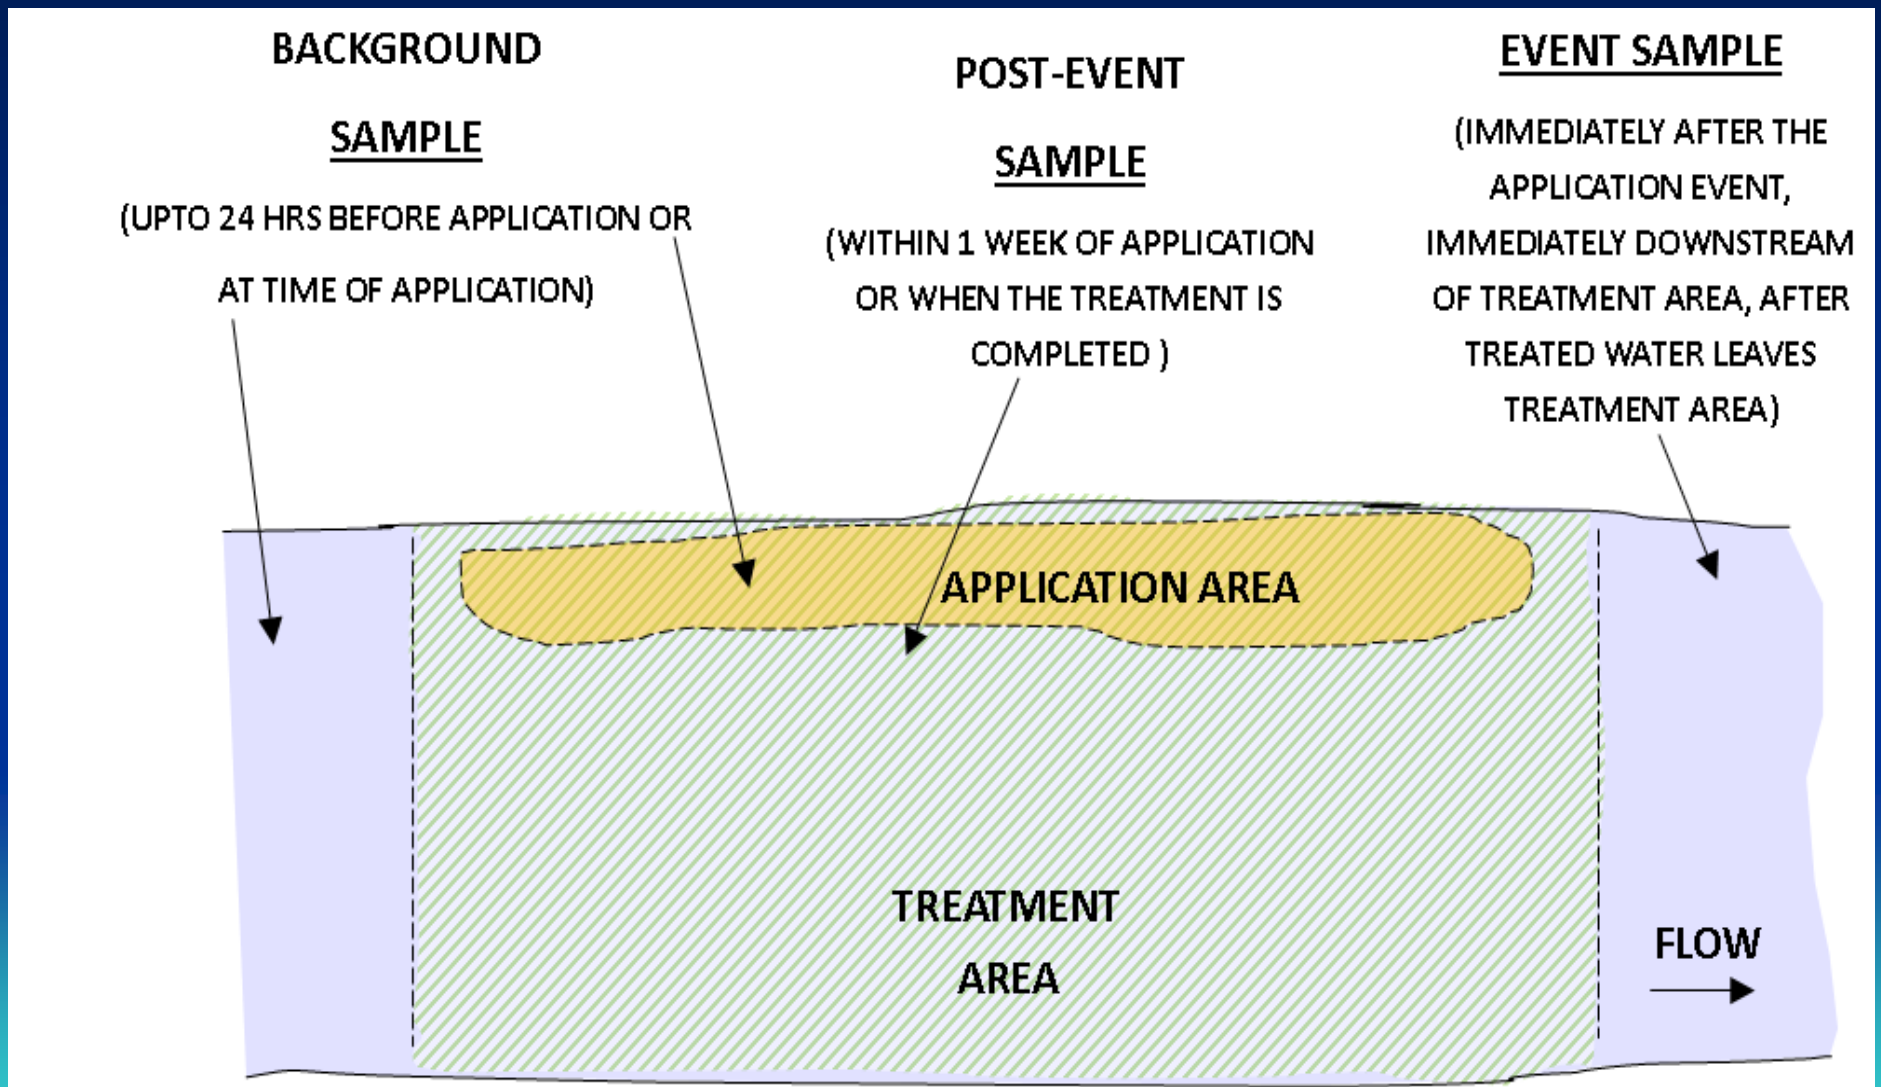 BACKGROUND
SAMPLE
(UPTO 24 HRS BEFORE APPLICATION OR
AT TIME OF APPLICATION)
POST-EVENT
SAMPLE
(WITHIN 1 WEEK OF APPLICATION
OR WHEN THE TREATMENT IS
COMPLETED )
EVENT SAMPLE
(IMMEDIATELY AFTER THE
APPLICATION EVENT,
IMMEDIATELY DOWNSTREAM
OF TREATMENT AREA, AFTER
TREATED WATER LEAVES
TREATMENT AREA)
APPLICATION AREA
TREATMENT
AREA
FLOW